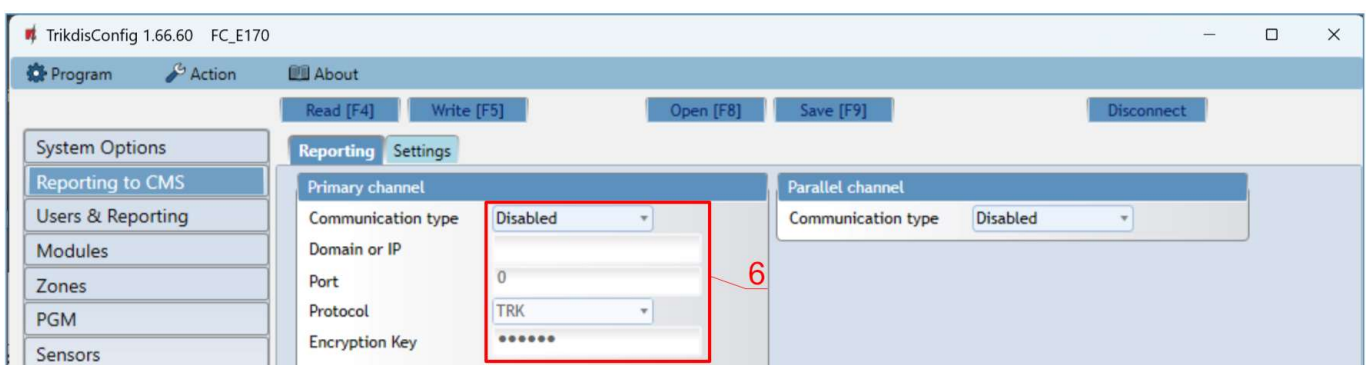 TrikdisConfig 1.66.60 FC_E170
Program Action About
Read [F4] Write [F5] Open [F8] Save [F9] Disconnect
System Options
Reporting to CMS
Users & Reporting
Modules
Zones
PGM
Sensors
Reporting Settings
Primary channel
Communication type Disabled
Domain or IP
Port 0
Protocol TRK
Encryption Key ••••••
6
Parallel channel
Communication type Disabled